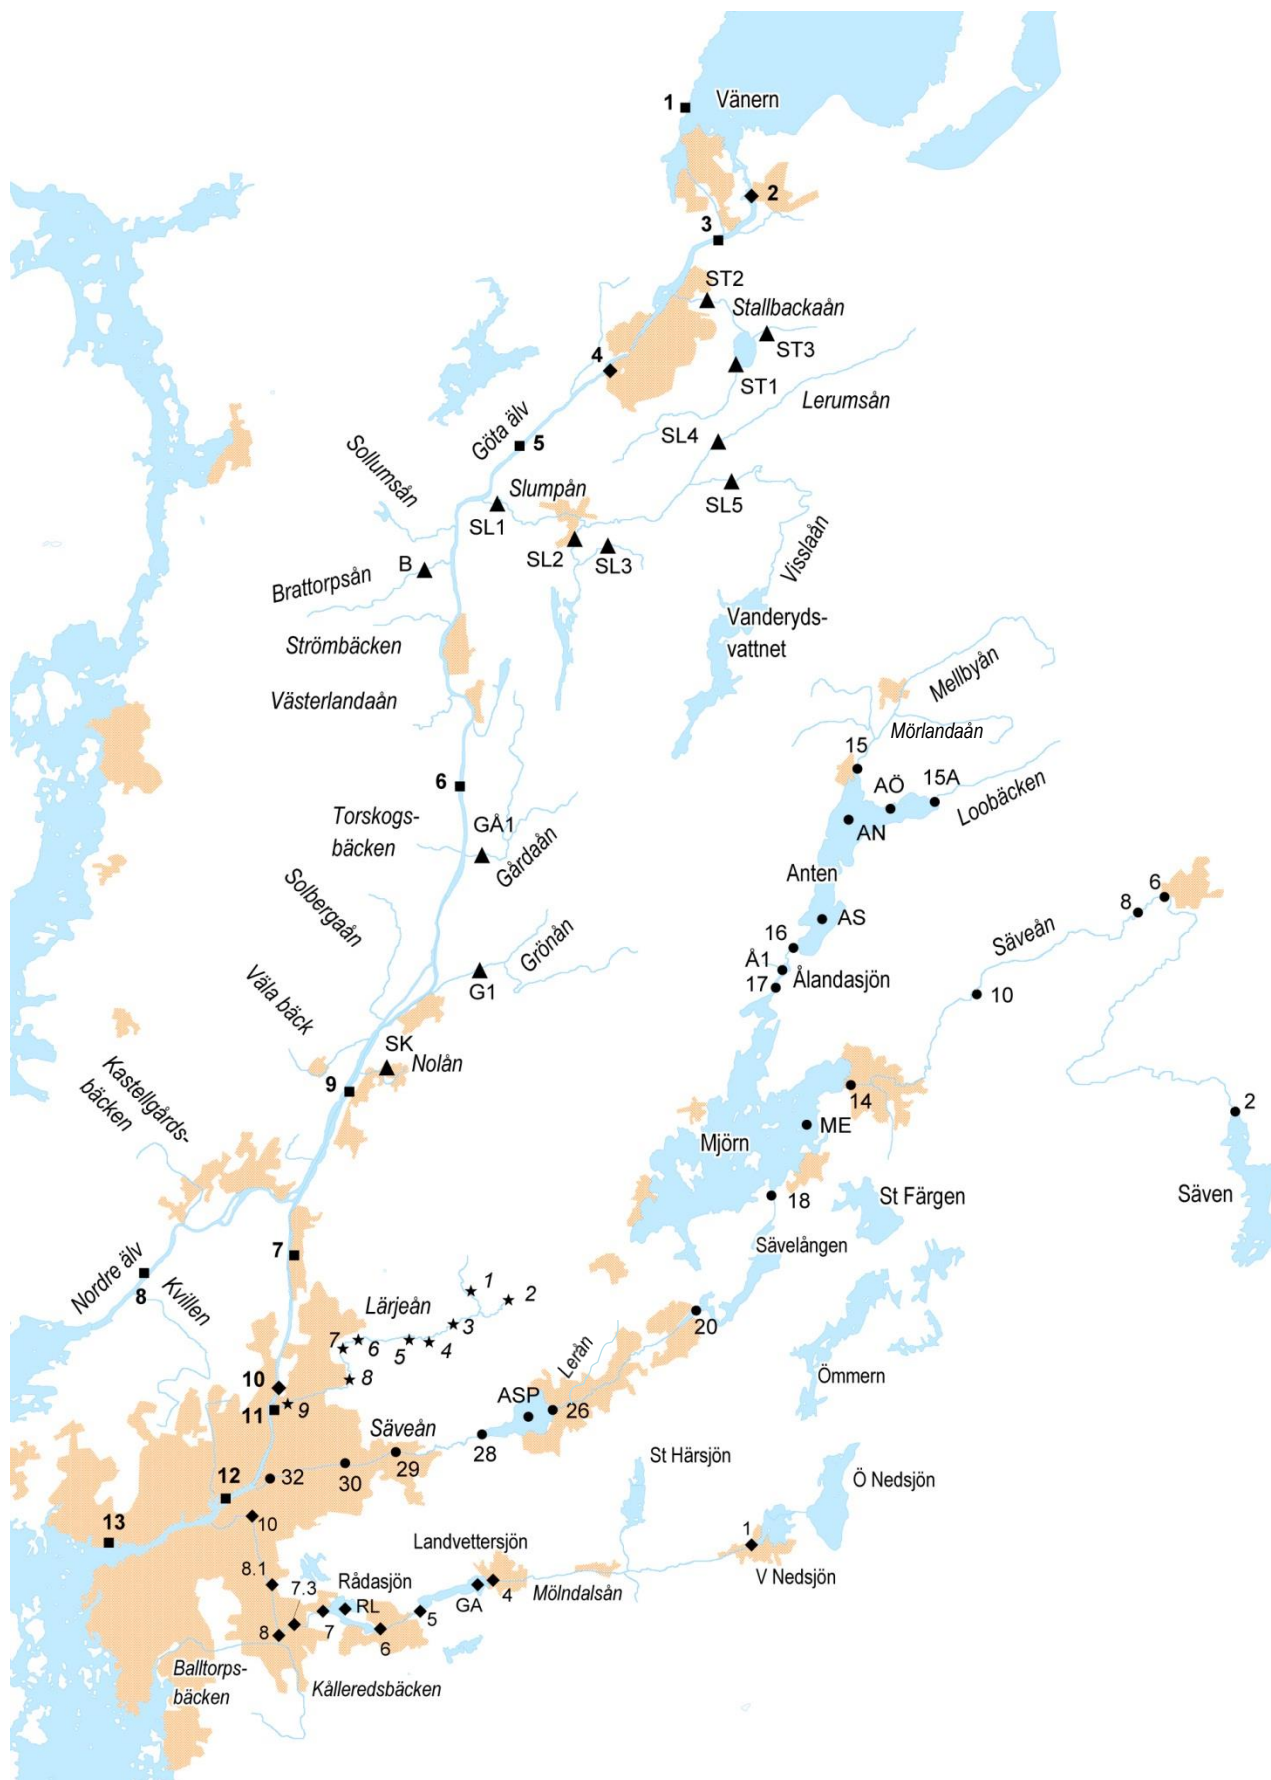 1
Vänern
2
3
ST2
Stallbackaån
ST3
4
ST1
Lerumsån
Göta älv
5
SL4
Sollumsån
Slumpån
SL5
SL1
SL2
SL3
Visslaån
B
Brattorpsån
Vanderyds-
vattnet
Strömbäcken
Västerlandaån
Mellbyån
Mörlandaån
15
6
AÖ
15A
Loobäcken
Torskogs-
bäcken
GÅ1
AN
Gårdaån
Anten
Solbergaån
AS
8
6
Säveån
16
Grönån
Å1
Ålandasjön
17
G1
10
Väla bäck
SK
Nolån
9
Kastellgårds-
bäcken
14
2
ME
Mjörn
18
St Färgen
Säven
Sävelången
7
Nordre älv
8
Kvillen
1
2
Lärjeån
3
7
6
5
4
20
8
Lerån
Ömmern
10
9
11
ASP
26
Säveån
28
29
30
32
St Härsjön
Ö Nedsjön
12
13
10
Landvettersjön
1
V Nedsjön
8.1
7.3
Rådasjön
RL
GA
4
Mölndalsån
5
7
6
8
Balltorps-
bäcken
Kålleredsbäcken